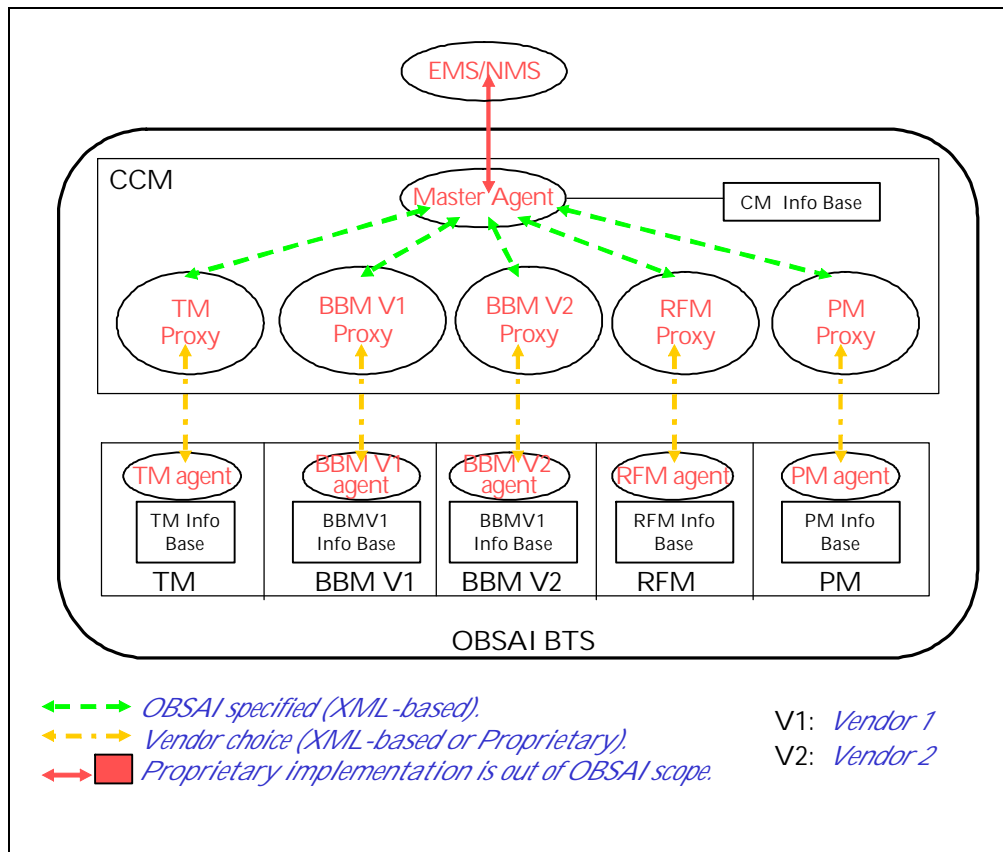 EMS/NMS
CCM
Master Agent
CM Info Base
TM
Proxy
BBM V1
Proxy
BBM V2
Proxy
RFM
Proxy
PM
Proxy
TM agent
BBM V1
agent
BBM V2
agent
RFM agent
PM agent
TM Info
Base
BBMV1
Info Base
BBMV1
Info Base
RFM Info
Base
PM Info
Base
TM
BBM V1
BBM V2
RFM
PM
OBSAI BTS
OBSAI specified (XML-based).
Vendor choice (XML-based or Proprietary).
Proprietary implementation is out of OBSAI scope.
V1: Vendor 1
V2: Vendor 2